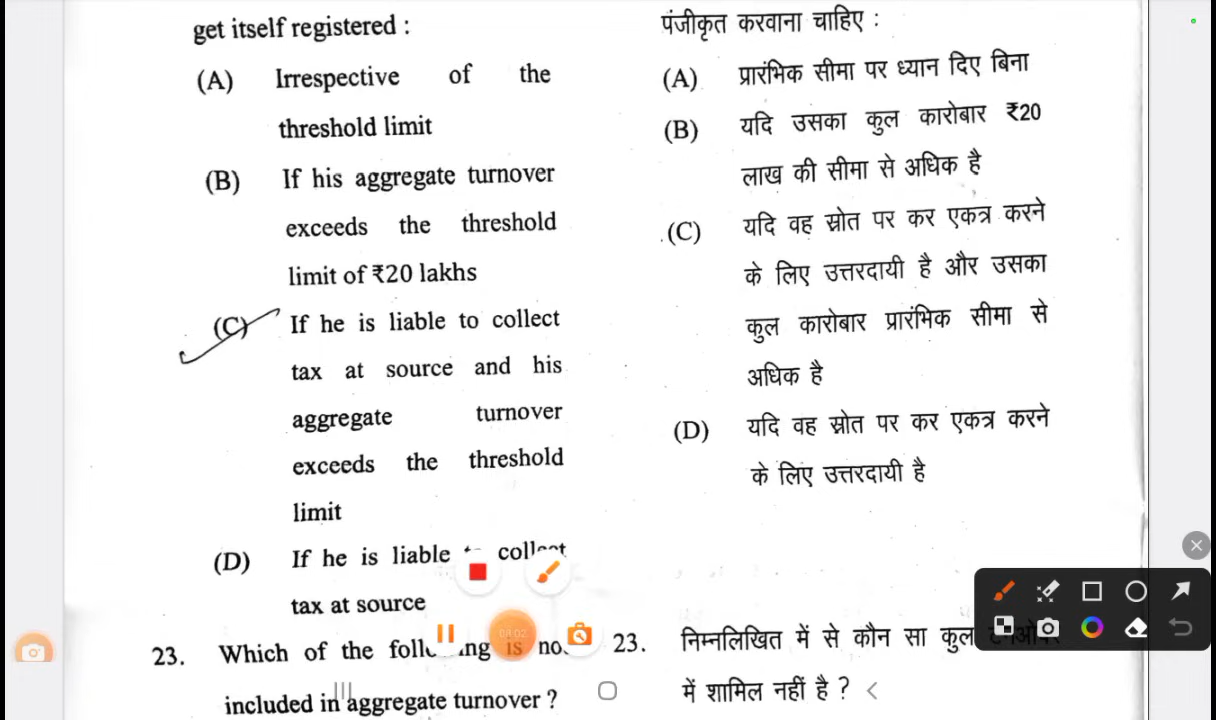 get itself registered :
(A) Irrespective of the
threshold limit
(B) If his aggregate turnover
exceeds the threshold
limit of ₹20 lakhs
(C) If he is liable to collect
tax at source and his
aggregate turnover
exceeds the threshold
limit
(D) If he is liable collect
tax at source
23. Which of the is
included in aggregate turnover ?
पंजीकृत करवाना चाहिए :
(A) प्रारंभिक सीमा पर ध्यान दिए बिना
(B) यदि उसका कुल कारोबार ₹20
लाख की सीमा से अधिक है
(C) यदि वह स्रोत पर कर एकत्र करने
के लिए उत्तरदायी है और उसका
कुल कारोबार प्रारंभिक सीमा से
अधिक है
(D) यदि वह स्रोत पर कर एकत्र करने
के लिए उत्तरदायी है
23. निम्नलिखित में से कौन सा कुल
में शामिल नहीं है ?
08:02